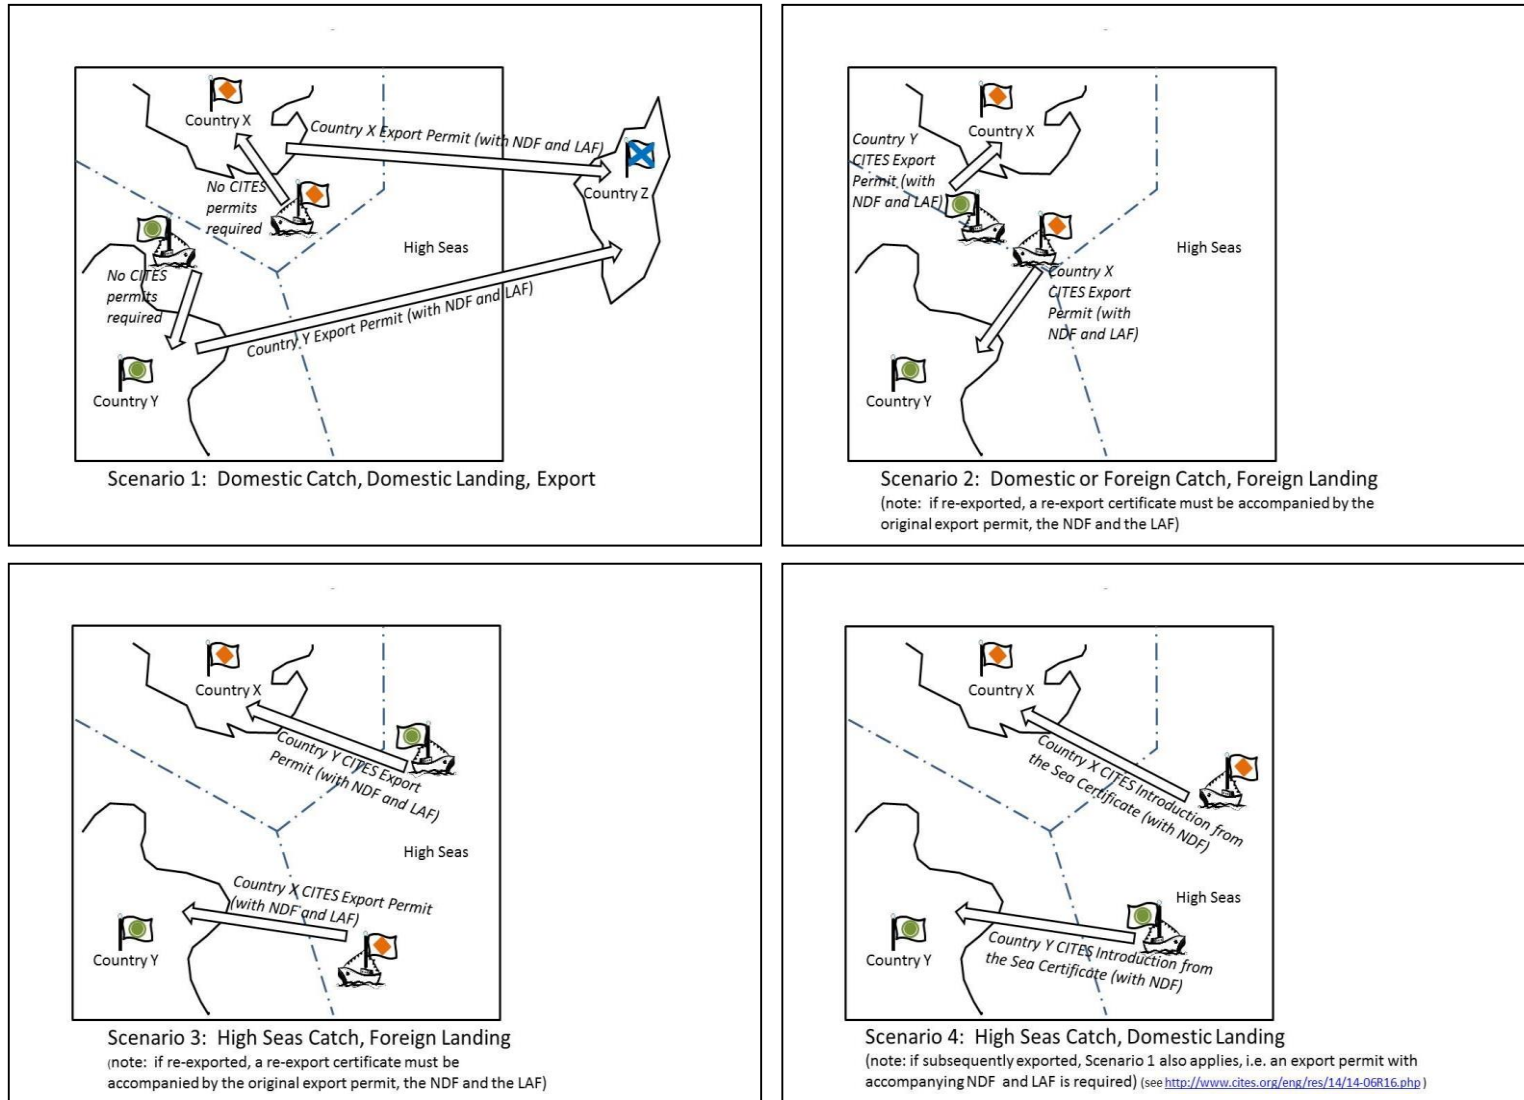 Country X
Country X Export Permit (with NDF and LAF)
Country Z
No CITES
permits
required
High Seas
No CITES
permits
required
Country Y Export Permit (with NDF and LAF)
Country Y
Scenario 1: Domestic Catch, Domestic Landing, Export
Country X
Country Y
CITES Export
Permit (with
NDF and LAF)
High Seas
Country X
CITES Export
Permit (with
NDF and LAF)
Country Y
Scenario 2: Domestic or Foreign Catch, Foreign Landing
(note: if re-exported, a re-export certificate must be accompanied by the
original export permit, the NDF and the LAF)
Country X
Country Y CITES Export
Permit (with NDF and LAF)
High Seas
Country X CITES Export Permit
(with NDF and LAF)
Country Y
Scenario 3: High Seas Catch, Foreign Landing
(note: if re-exported, a re-export certificate must be
accompanied by the original export permit, the NDF and the LAF)
Country X
Country X CITES Introduction from
the Sea Certificate (with NDF)
High Seas
Country Y CITES Introduction from
the Sea Certificate (with NDF)
Country Y
Scenario 4: High Seas Catch, Domestic Landing
(note: if subsequently exported, Scenario 1 also applies, i.e. an export permit with
accompanying NDF and LAF is required) (see http://www.cites.org/eng/res/14/14-06R16.php )